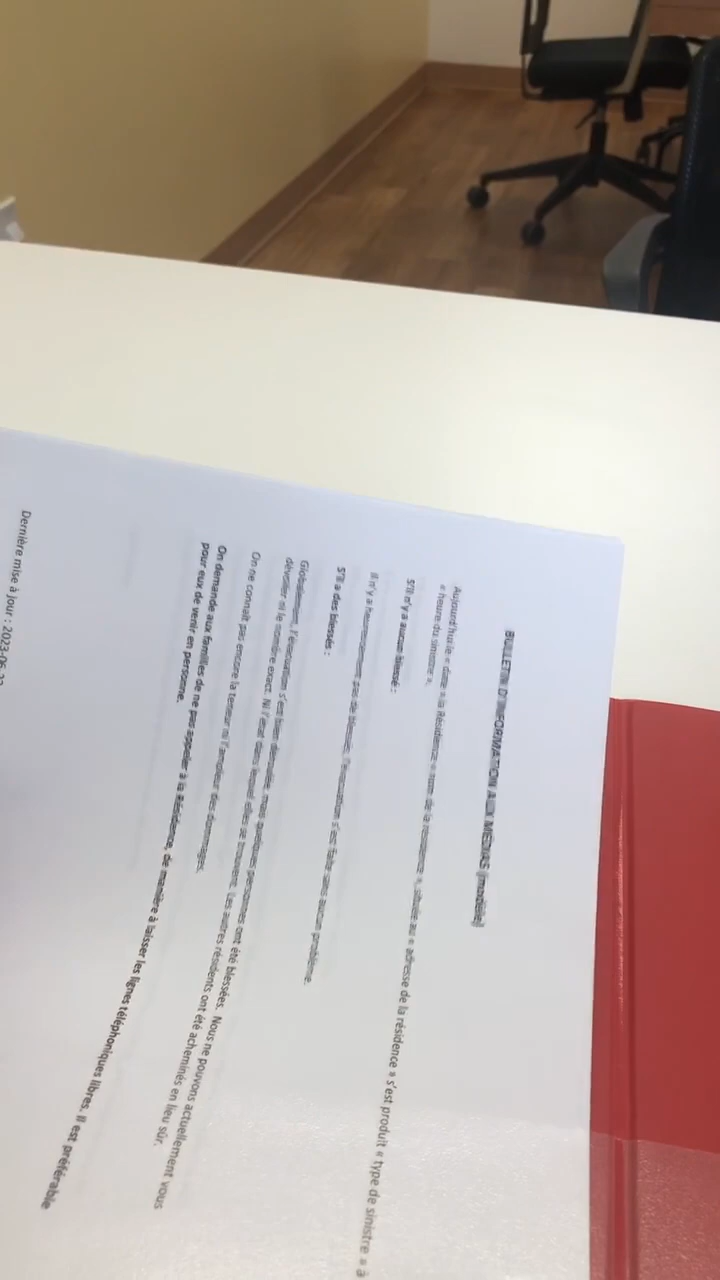 BULLETIN D'INFORMATION AUX MÉDIAS (modèle)
Aujourd'hui le « date » la Résidence « nom de la résidence », située au « adresse de la résidence » s'est produit « type de sinistre » à
« heure du sinistre ».
S'il n'y a aucun blessé :
Il n'y a heureusement pas de blessé. L'évacuation s'est faite sans aucun problème.
S'il a des blessés :
Globalement, l'évacuation s'est bien déroulée, mais quelques personnes ont été blessées. Nous ne pouvons actuellement vous
dévoiler ni le nombre exact. Ni l'état dans lequel elles se trouvent. Les autres résidents ont été acheminés en lieu sûr.
On ne connaît pas encore la teneur ni l'ampleur des dommages.
On demande aux familles de ne pas appeler à la Résidence, de manière à laisser les lignes téléphoniques libres. Il est préférable
pour eux de venir en personne.
Dernière mise à jour : 2023-06-